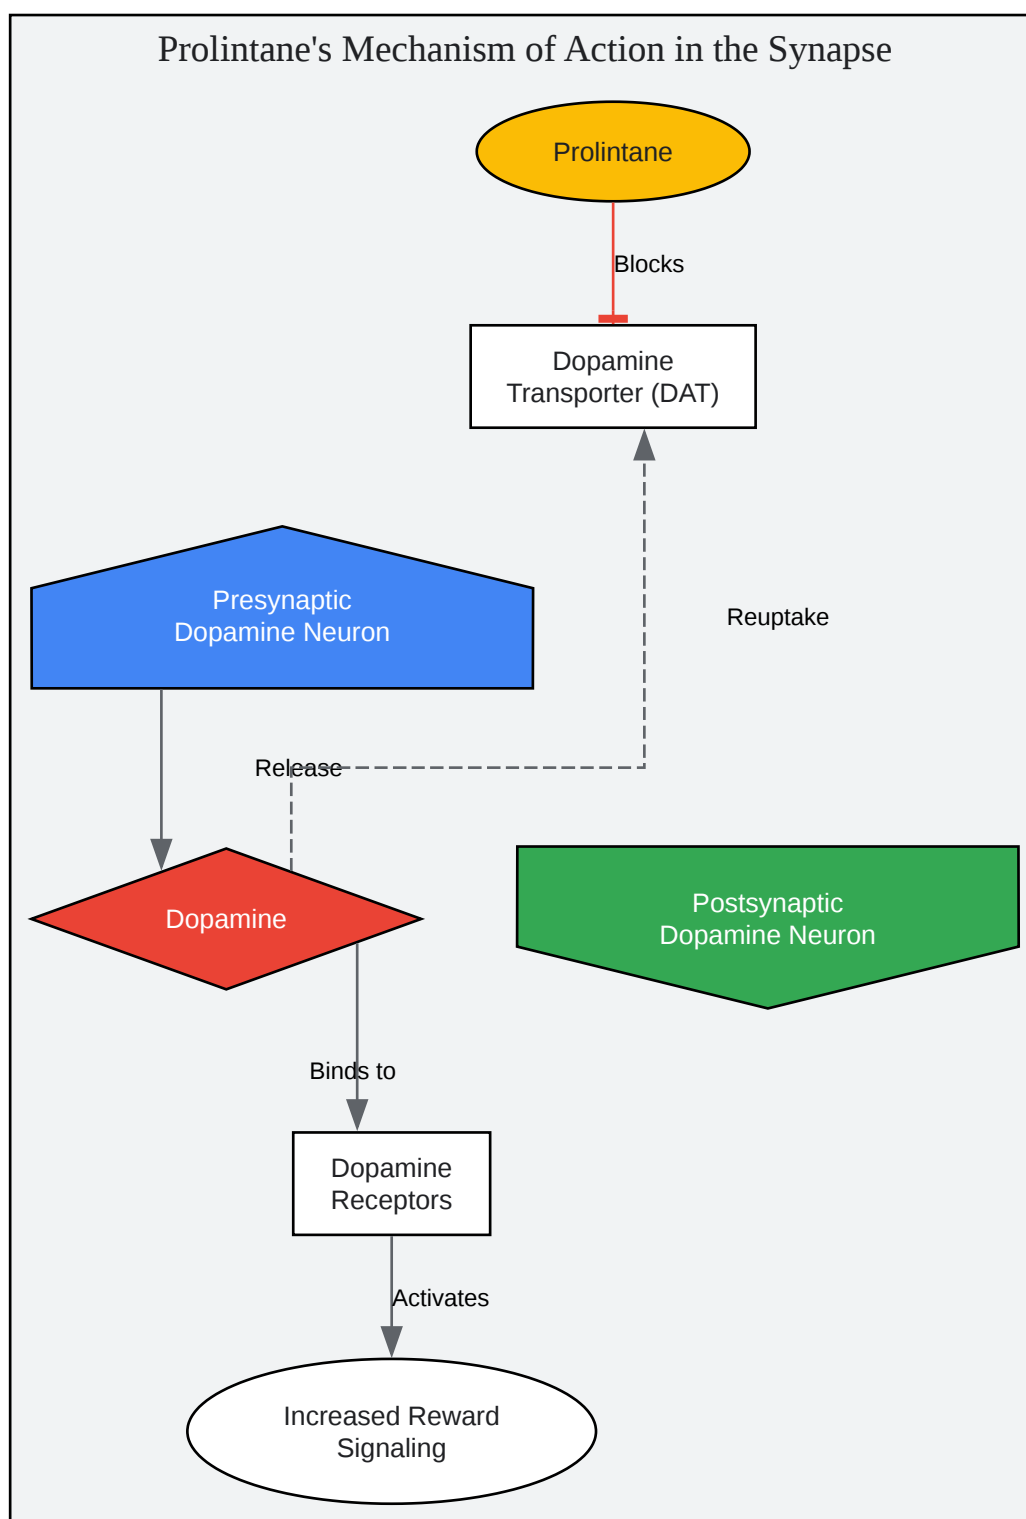 Prolintane's Mechanism of Action in the Synapse
Prolintane
Blocks
Dopamine
Transporter (DAT)
Presynaptic
Dopamine Neuron
Reuptake
Release
Dopamine
Postsynaptic
Dopamine Neuron
Binds to
Dopamine
Receptors
Activates
Increased Reward
Signaling